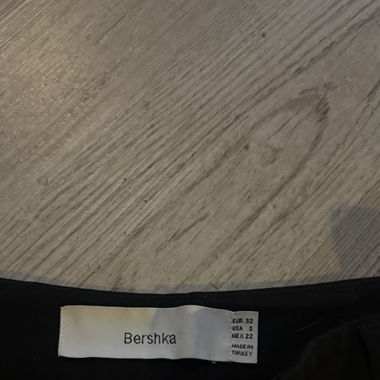 Bershka
EUR 32
USA 0
MEX 22
MADE IN
TURKEY